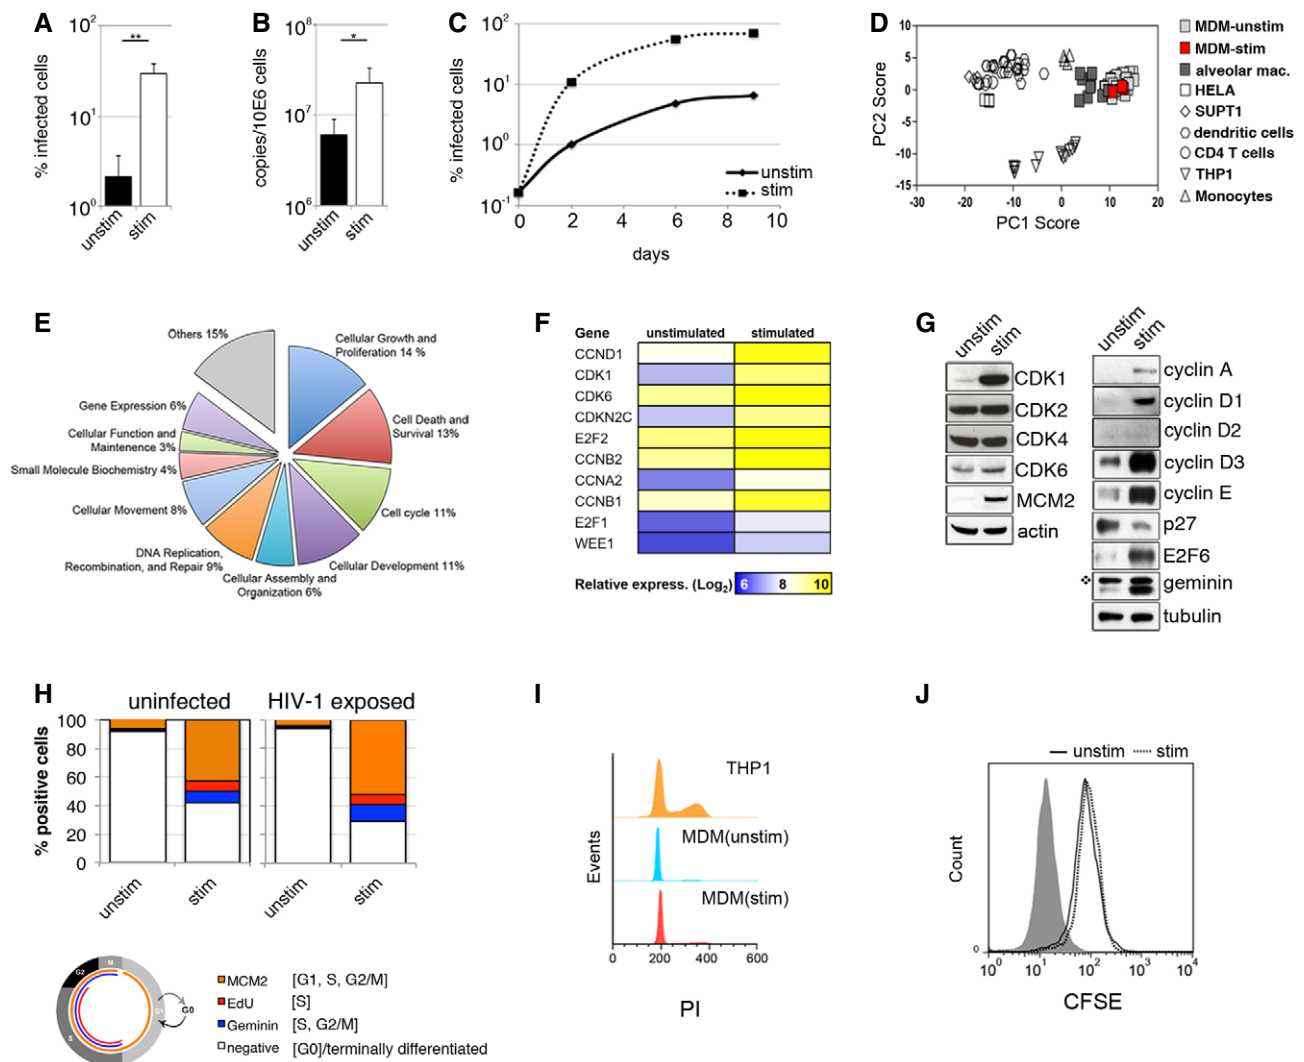 A
% infected cells
10²
10¹
10⁰
**
unstim
stim
B
copies/10E6 cells
10⁸
10⁷
10⁶
*
unstim
stim
C
% infected cells
10²
10¹
10⁰
10⁻¹
0 2 4 6 8 10
days
unstim
stim
D
PC2 Score
10
5
0
-5
-10
-15
-30 -20 -10 0 10 20
PC1 Score
MDM-unstim
MDM-stim
alveolar mac.
HELA
SUPT1
dendritic cells
CD4 T cells
THP1
Monocytes
E
Others 15%
Cellular Growth and
Proliferation 14 %
Cell Death and
Survival 13%
Cell cycle 11%
Cellular Development 11%
Cellular Assembly and
Organization 6%
DNA Replication,
Recombination, and Repair 9%
Cellular Movement 8%
Small Molecule Biochemistry 4%
Cellular Function and
Maintenence 3%
Gene Expression 6%
F
Gene unstimulated stimulated
CCND1
CDK1
CDK6
CDKN2C
E2F2
CCNB2
CCNA2
CCNB1
E2F1
WEE1
Relative express. (Log₂) 6 8 10
G
unstim
stim
CDK1
CDK2
CDK4
CDK6
MCM2
actin
unstim
stim
cyclin A
cyclin D1
cyclin D2
cyclin D3
cyclin E
p27
E2F6
geminin
tubulin
H
uninfected HIV-1 exposed
% positive cells
100
80
60
40
20
0
unstim
stim
unstim
stim
G2
M
G1
S
G0
MCM2 [G1, S, G2/M]
EdU [S]
Geminin [S, G2/M]
negative [G0]/terminally differentiated
I
Events
THP1
MDM(unstim)
MDM(stim)
0 200 400 600
PI
J
unstim stim
Count
0
10⁰ 10¹ 10² 10³ 10⁴
CFSE